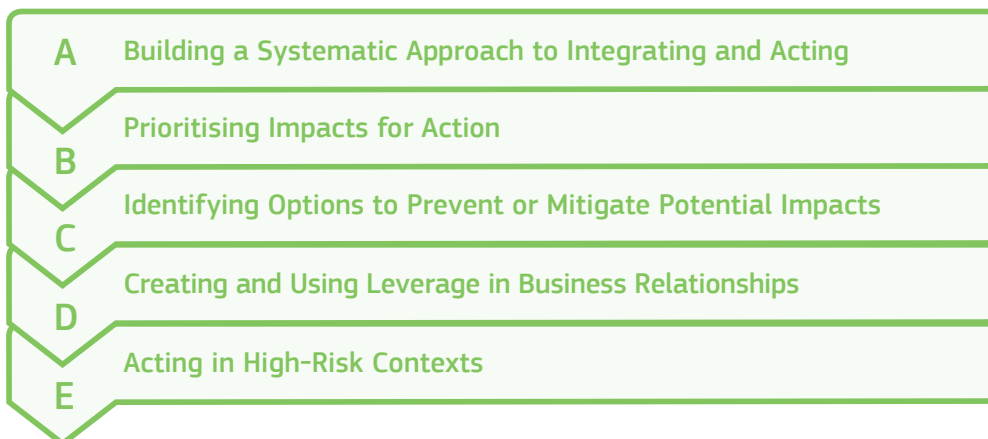 A
Building a Systematic Approach to Integrating and Acting
Prioritising Impacts for Action
B
Identifying Options to Prevent or Mitigate Potential Impacts
C
Creating and Using Leverage in Business Relationships
D
Acting in High-Risk Contexts
E